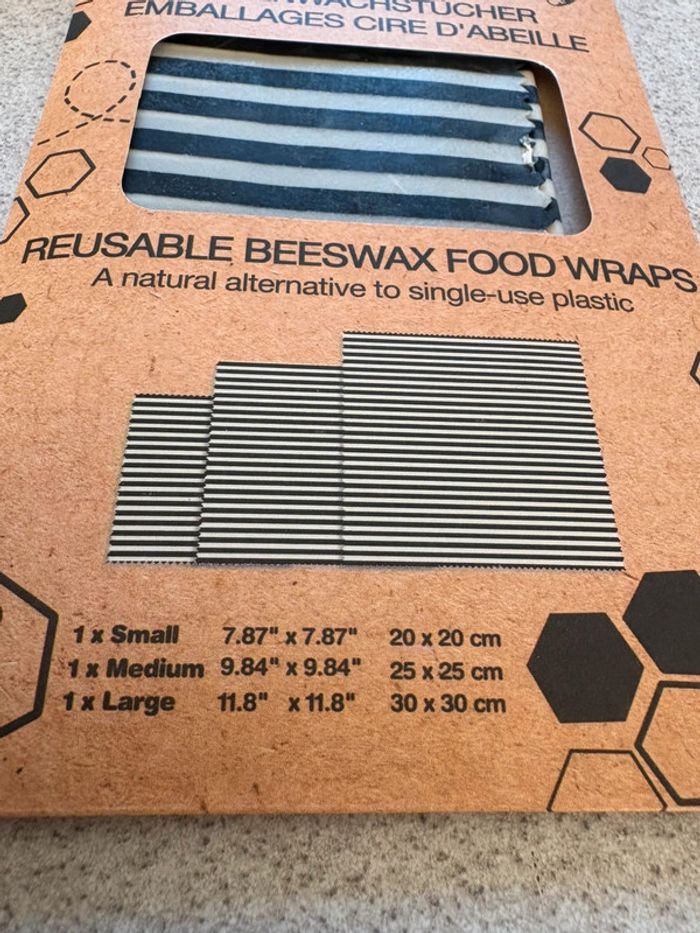 EMBALLAGES CIRE D'ABEILLE
REUSABLE BEESWAX FOOD WRAPS
A natural alternative to single-use plastic
1 x Small 7.87" x 7.87" 20 x 20 cm
1 x Medium 9.84" x 9.84" 25 x 25 cm
1 x Large 11.8" x 11.8" 30 x 30 cm